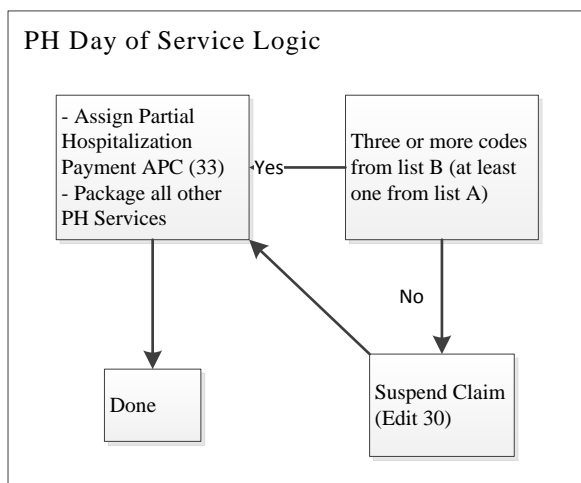 PH Day of Service Logic
- Assign Partial
Hospitalization
Payment APC (33)
- Package all other
PH Services
Yes
Three or more codes
from list B (at least
one from list A)
No
Done
Suspend Claim
(Edit 30)